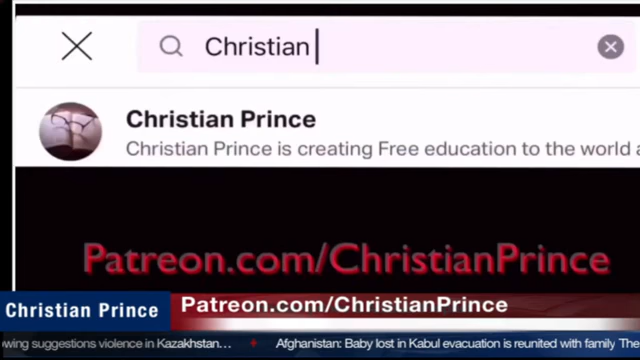 Christian
Christian Prince
Christian Prince is creating Free education to the world
Patreon.com/ChristianPrince
Christian Prince
Patreon.com/ChristianPrince
owing suggestions violence in Kazakhstan... + Afghanistan: Baby lost in Kabul evacuation is reunited with family The